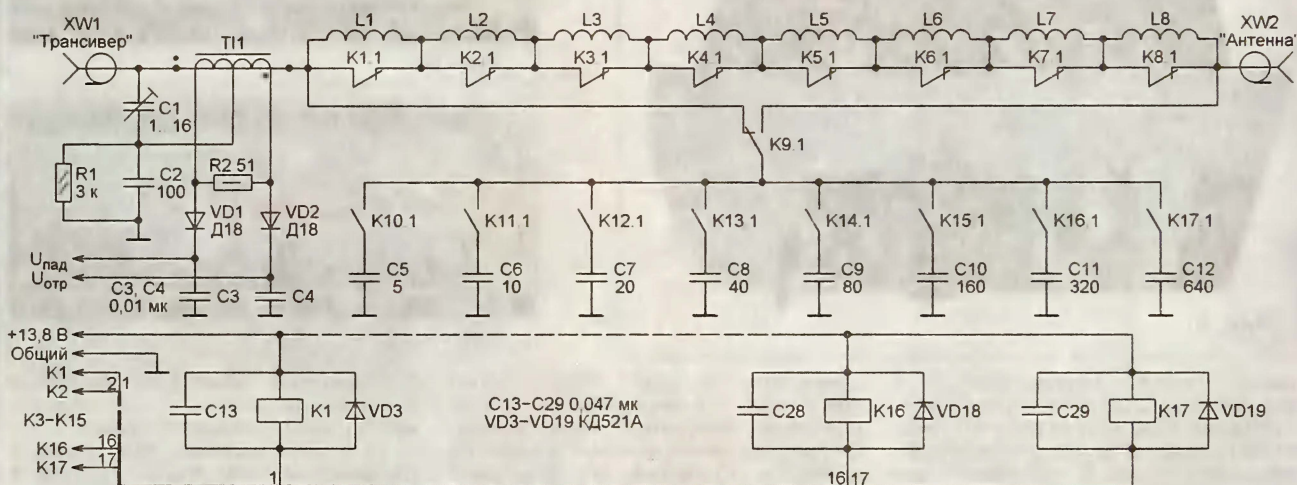 XW1
"Трансивер"
T1
L1
L2
L3
L4
L5
L6
L7
L8
XW2
"Антенна"
K1.1
K2.1
K3.1
K4.1
K5.1
K6.1
K7.1
K8.1
C1
1...16
K9.1
R1
3 к
C2
100
R2 51
VD1
Д18
VD2
Д18
K10.1
K11.1
K12.1
K13.1
K14.1
K15.1
K16.1
K17.1
Uпад
Uотр
C3, C4
0,01 мк
C3
C4
C5
5
C6
10
C7
20
C8
40
C9
80
C10
160
C11
320
C12
640
+13,8 В
Общий
K1
K2
2
1
K3–K15
K16
16
K17
17
C13
K1
VD3
C13–C29 0,047 мк
VD3–VD19 КД521А
C28
K16
VD18
C29
K17
VD19
1
16
17